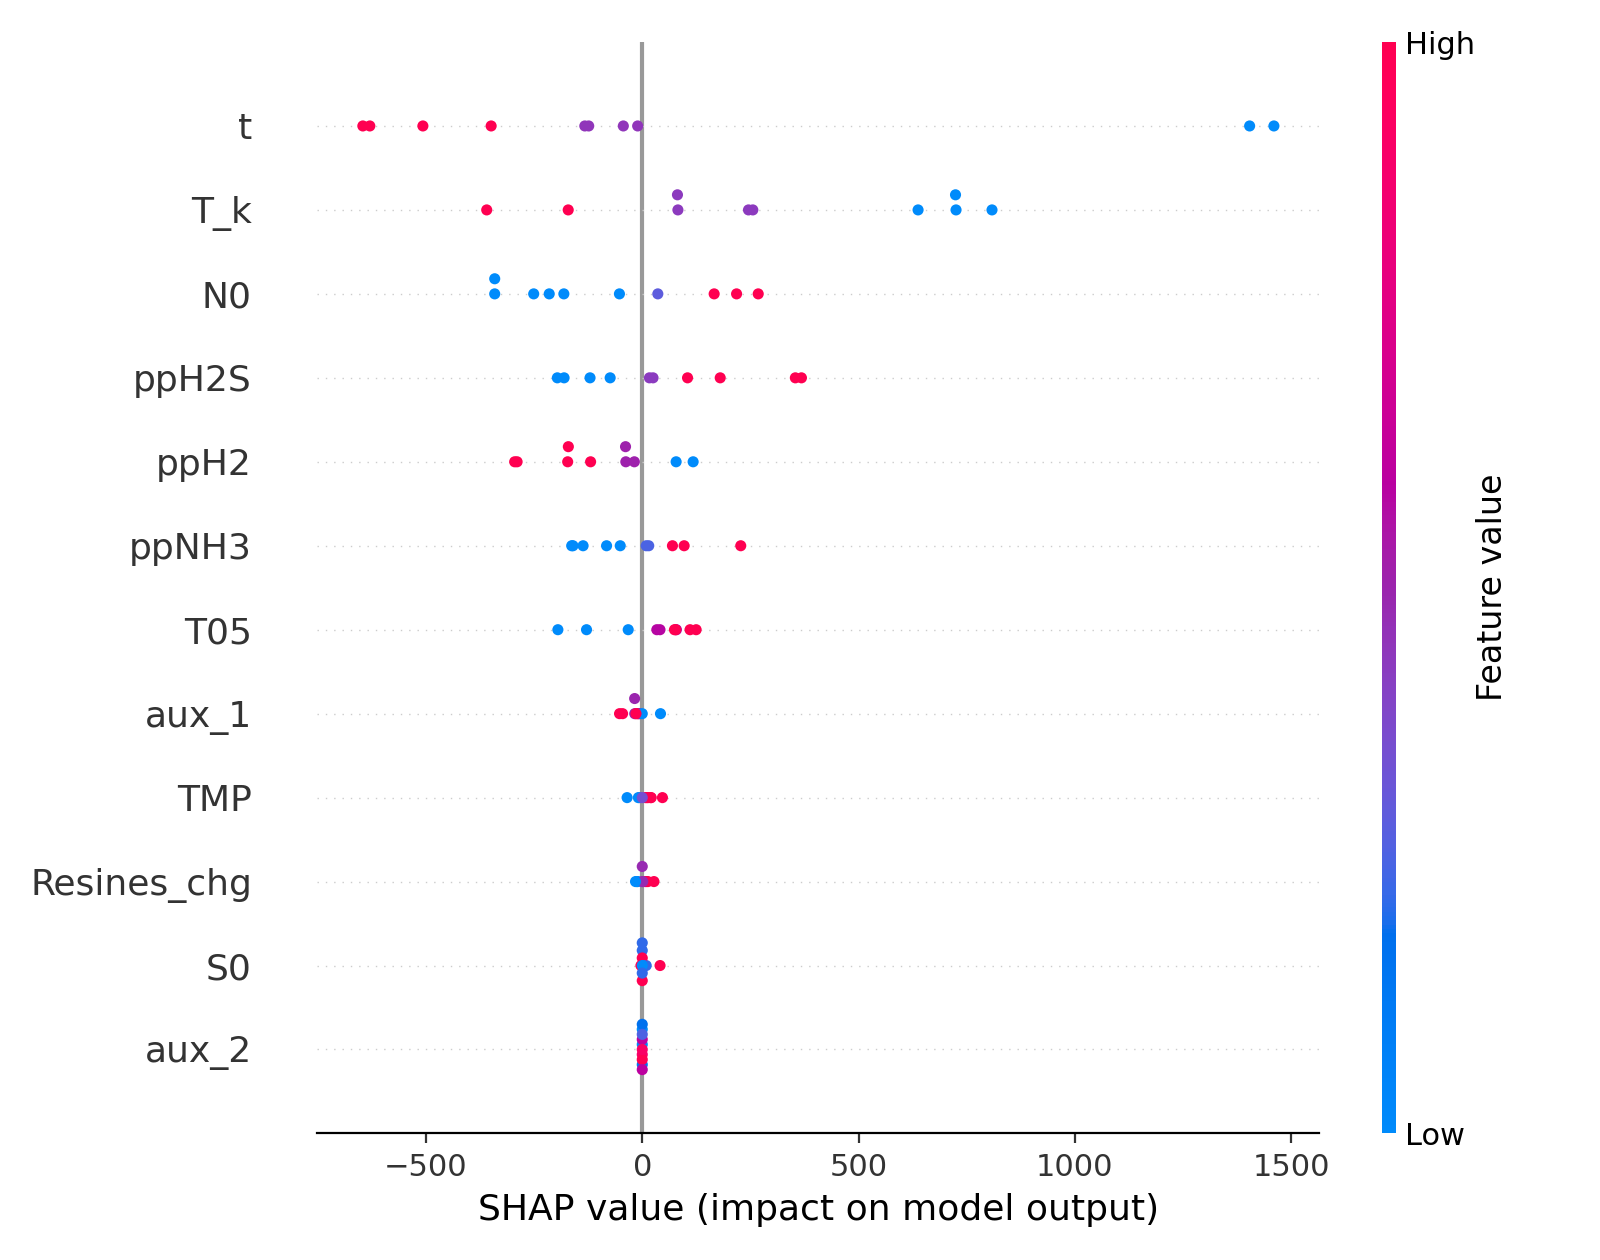 High
t
T_k
N0
ppH2S
ppH2
ppNH3
T05
aux_1
TMP
Resines_chg
S0
aux_2
Feature value
Low
−500 0 500 1000 1500
SHAP value (impact on model output)